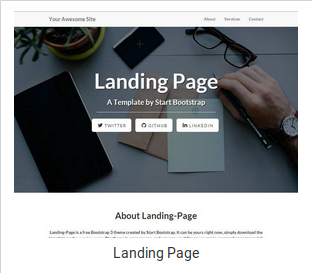 Your Awesome Site
About Services Contact
Landing Page
A Template by Start Bootstrap
TWITTER GITHUB LINKEDIN
About Landing-Page
Landing-Page is a free Bootstrap 3 theme created by Start Bootstrap. It can be yours right now, simply download the
Landing Page